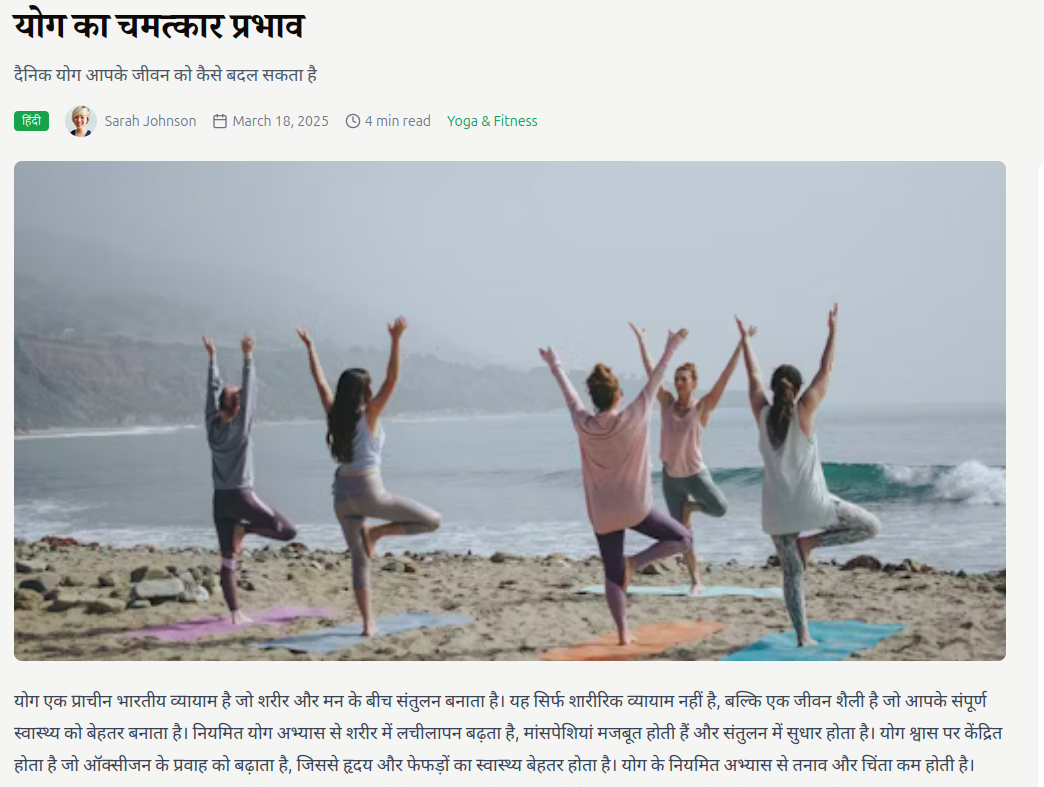 योग का चमत्कार प्रभाव
दैनिक योग आपके जीवन को कैसे बदल सकता है
हिंदी Sarah Johnson March 18, 2025 4 min read Yoga & Fitness
योग एक प्राचीन भारतीय व्यायाम है जो शरीर और मन के बीच संतुलन बनाता है। यह सिर्फ शारीरिक व्यायाम नहीं है, बल्कि एक जीवन शैली है जो आपके संपूर्ण
स्वास्थ्य को बेहतर बनाता है। नियमित योग अभ्यास से शरीर में लचीलापन बढ़ता है, मांसपेशियां मजबूत होती हैं और संतुलन में सुधार होता है। योग श्वास पर केंद्रित
होता है जो ऑक्सीजन के प्रवाह को बढ़ाता है, जिससे हृदय और फेफड़ों का स्वास्थ्य बेहतर होता है। योग के नियमित अभ्यास से तनाव और चिंता कम होती है।